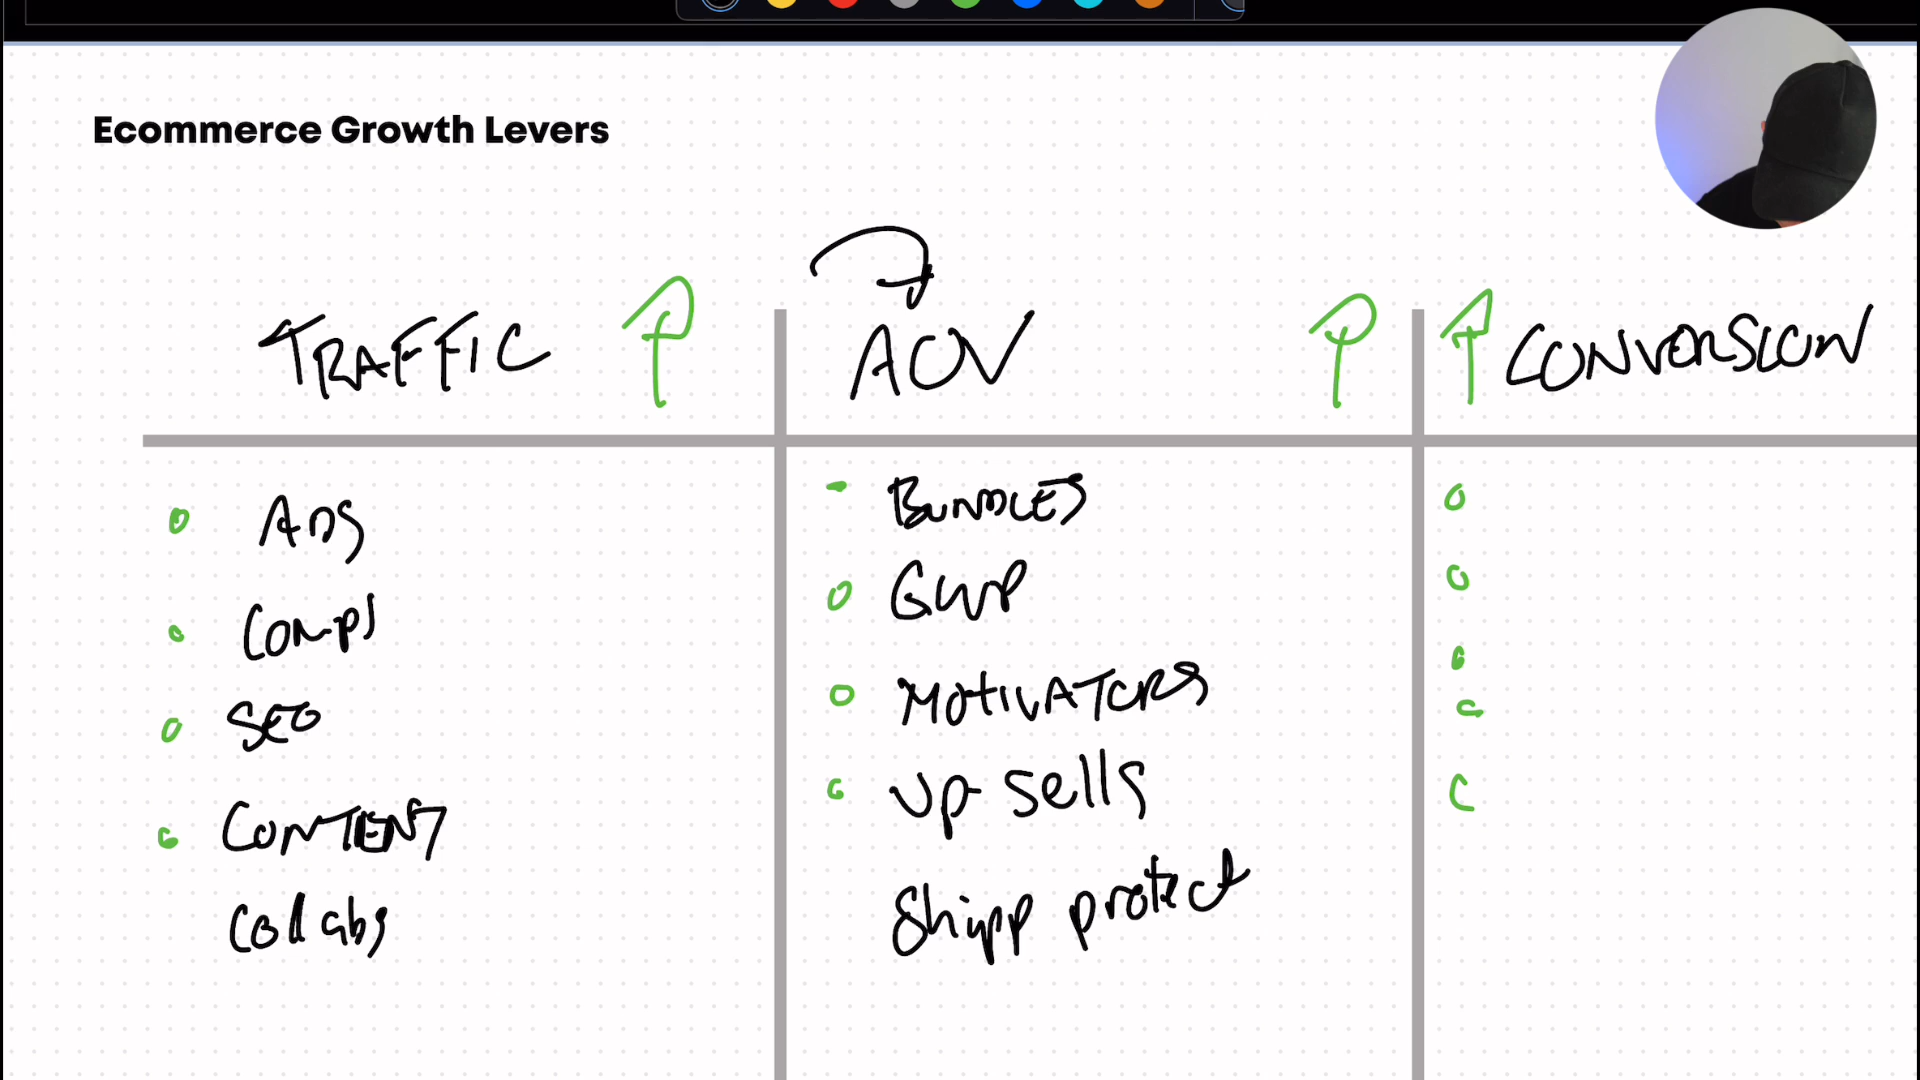 Ecommerce Growth Levers
TRAFFIC
AOV
CONVERSION
ADS
COMPS
SEO
CONTENT
Collabs
BUNDLES
GWP
MOTIVATORS
Up sells
Shipp protect